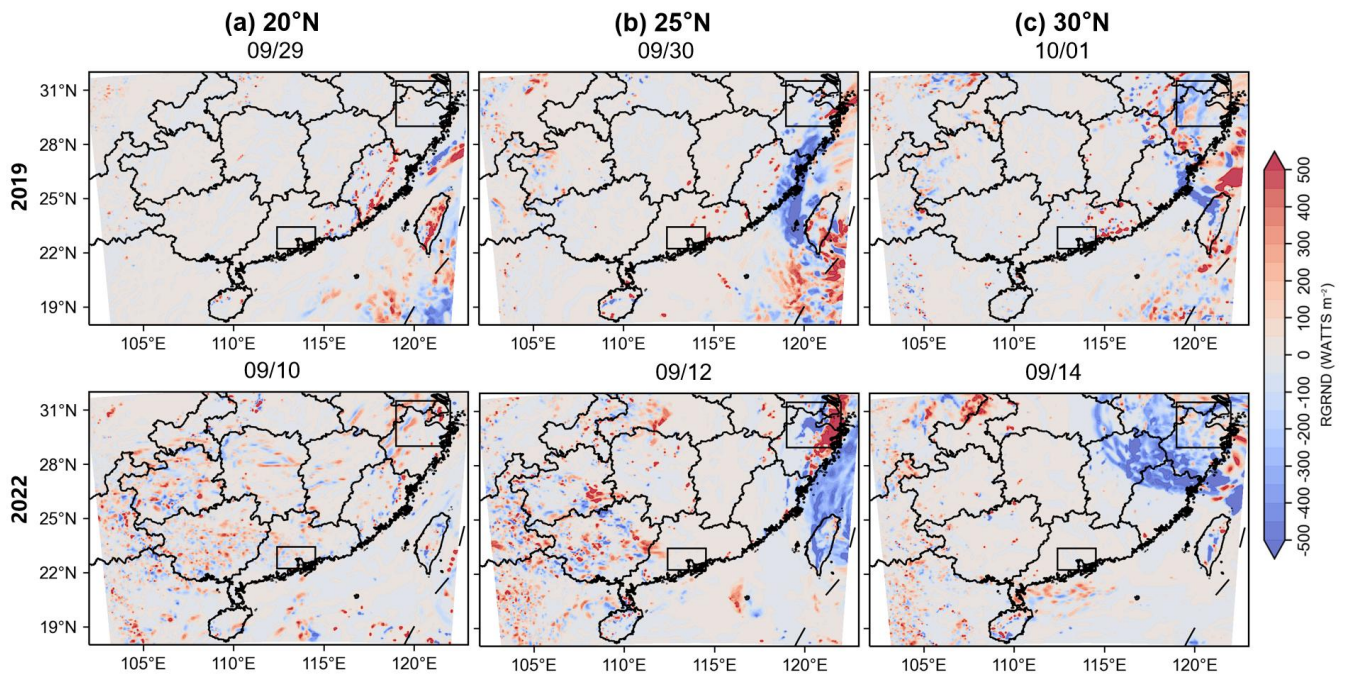 (a) 20°N (b) 25°N (c) 30°N
09/29 09/30 10/01
2019
31°N
28°N
25°N
22°N
19°N
105°E 110°E 115°E 120°E 105°E 110°E 115°E 120°E 105°E 110°E 115°E 120°E
09/10 09/12 09/14
2022
31°N
28°N
25°N
22°N
19°N
105°E 110°E 115°E 120°E 105°E 110°E 115°E 120°E 105°E 110°E 115°E 120°E
500
400
300
200
100
0
-100
-200
-300
-400
-500
RGRND (WATTS m⁻²)